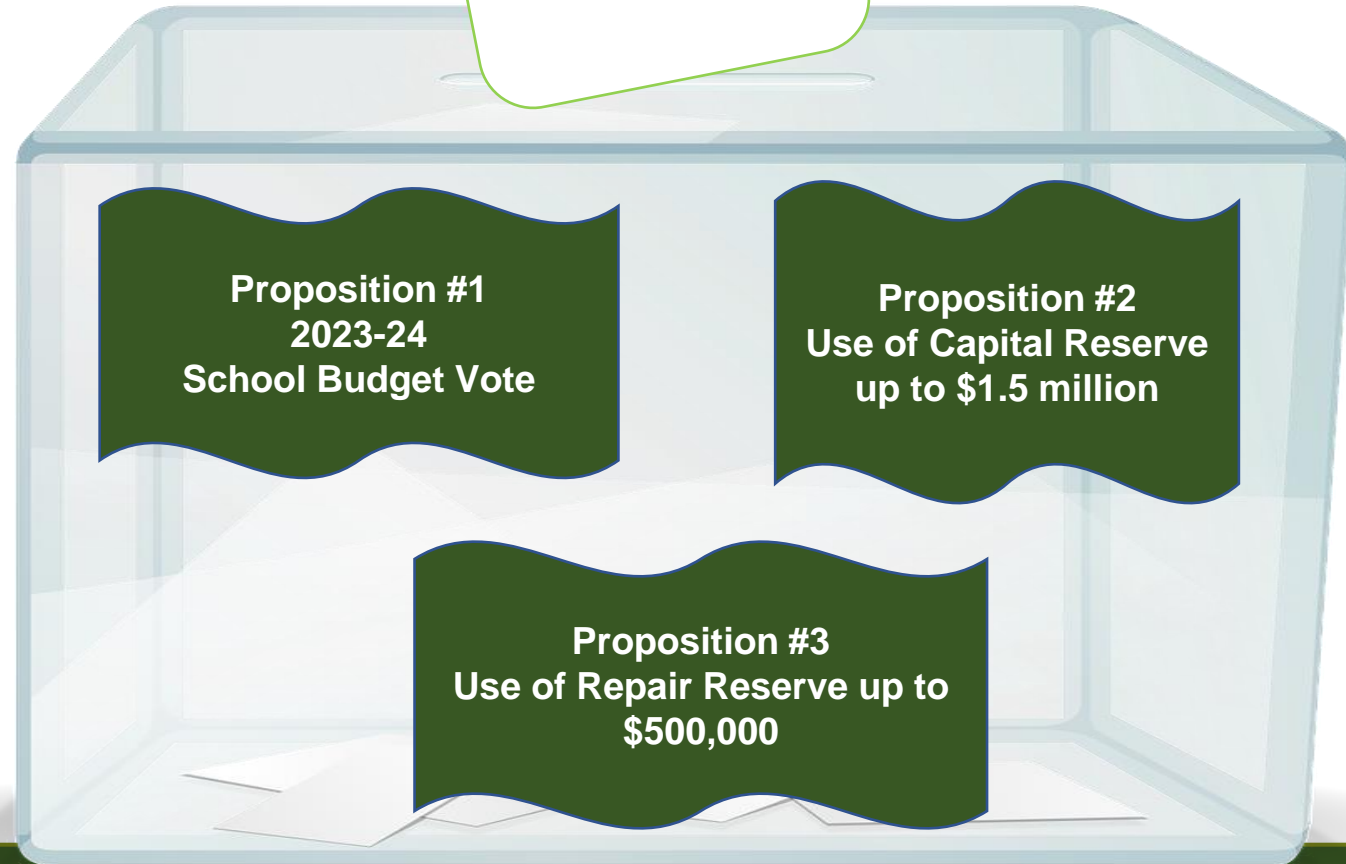 Proposition #1
2023-24
School Budget Vote
Proposition #2
Use of Capital Reserve
up to $1.5 million
Proposition #3
Use of Repair Reserve up to
$500,000